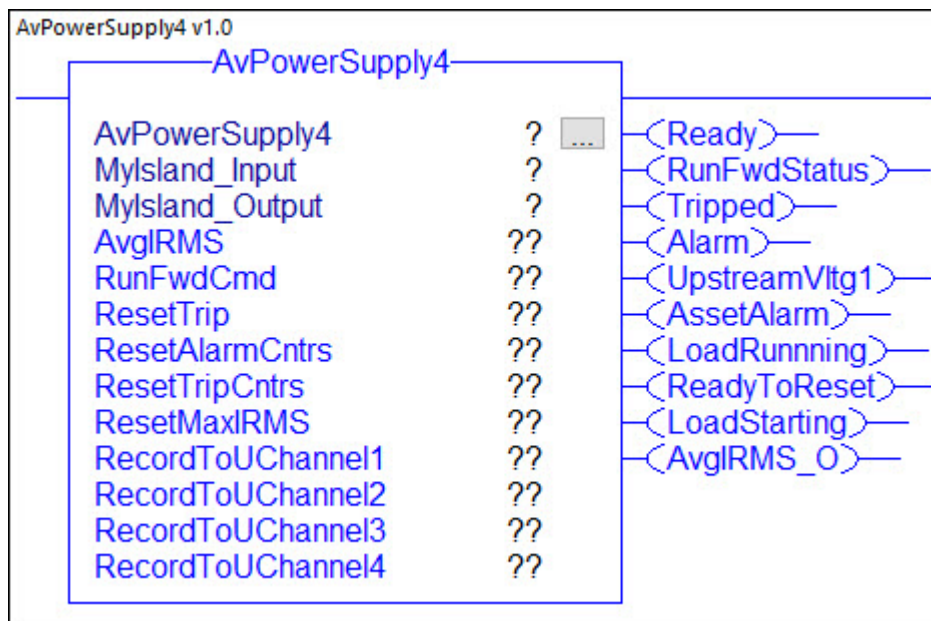 AvPowerSupply4 v1.0
AvPowerSupply4
AvPowerSupply4 ? ... Ready
MyIsland_Input ? RunFwdStatus
MyIsland_Output ? Tripped
AvgIRMS ?? Alarm
RunFwdCmd ?? UpstreamVltg1
ResetTrip ?? AssetAlarm
ResetAlarmCntrs ?? LoadRunnning
ResetTripCntrs ?? ReadyToReset
ResetMaxIRMS ?? LoadStarting
RecordToUChannel1 ?? AvgIRMS_O
RecordToUChannel2 ??
RecordToUChannel3 ??
RecordToUChannel4 ??